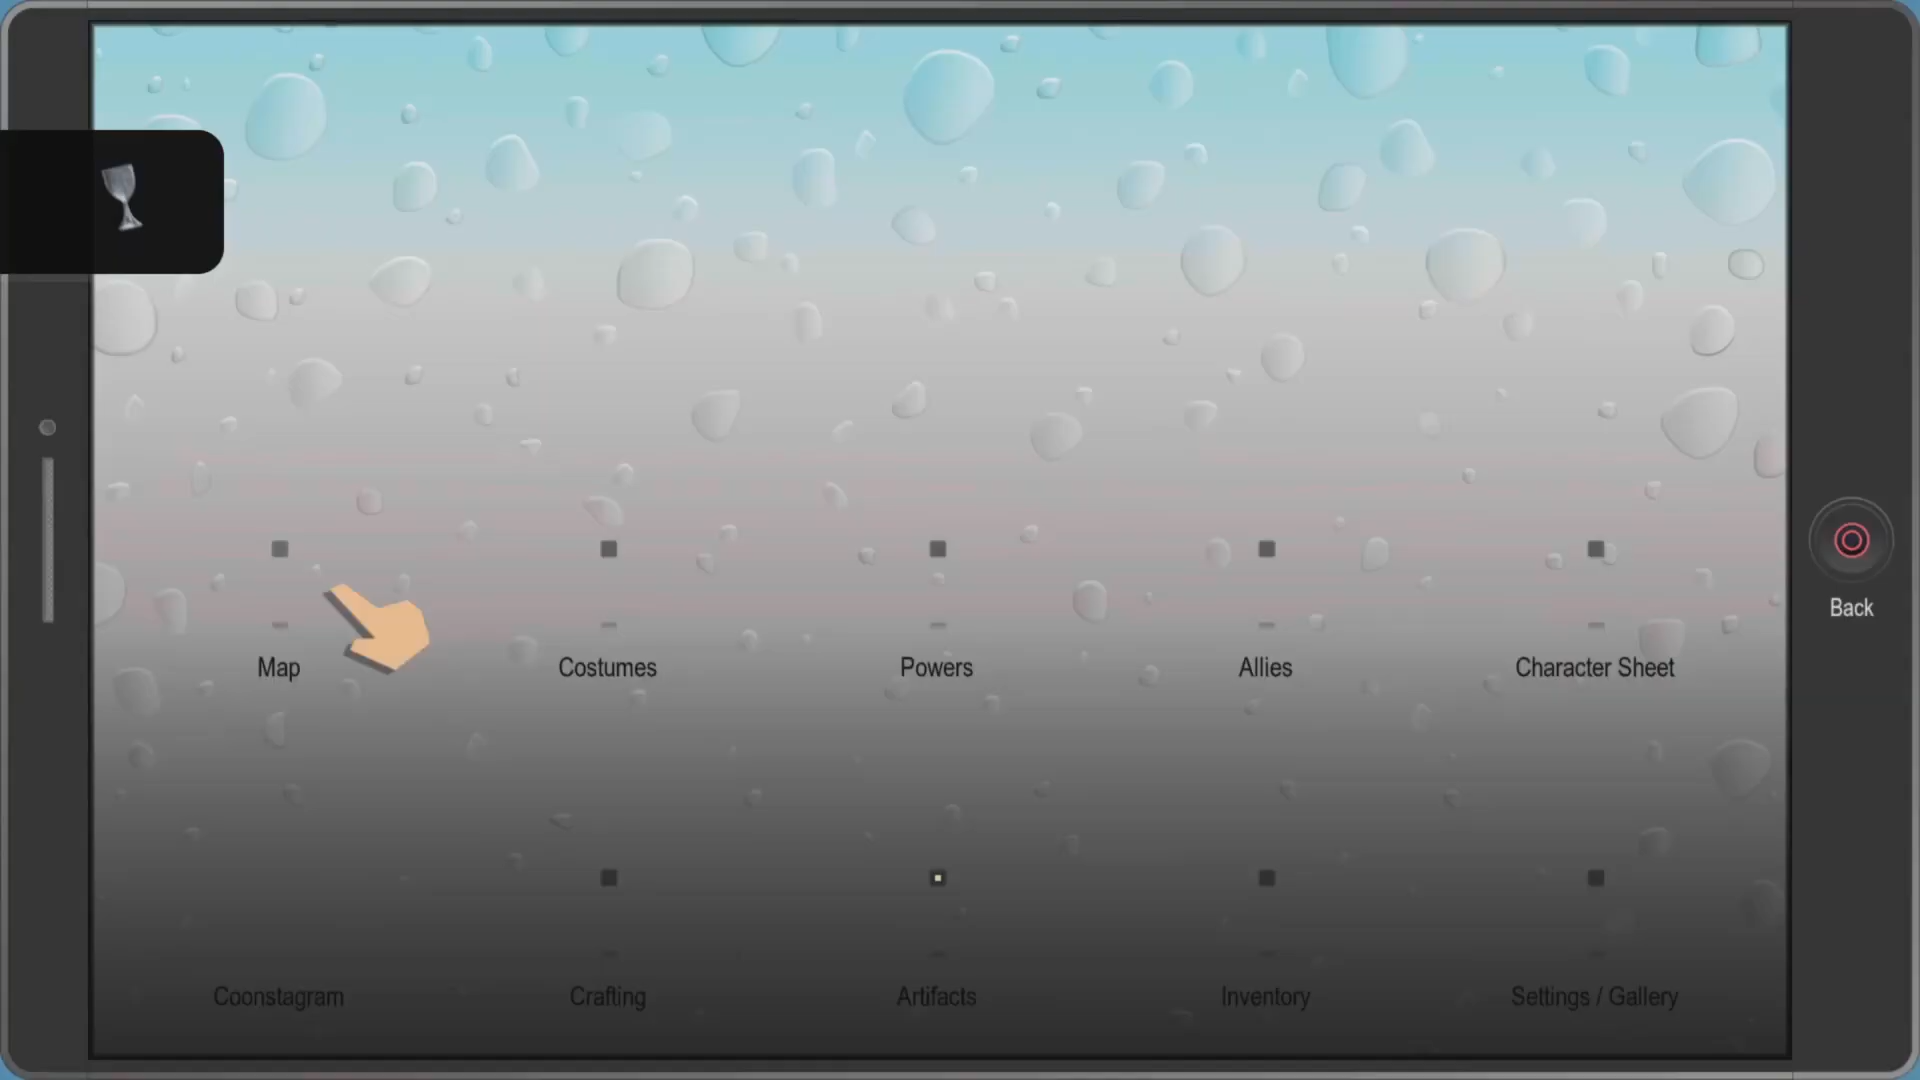 Map
Costumes
Powers
Allies
Character Sheet
Back
Coonstagram
Crafting
Artifacts
Inventory
Settings / Gallery